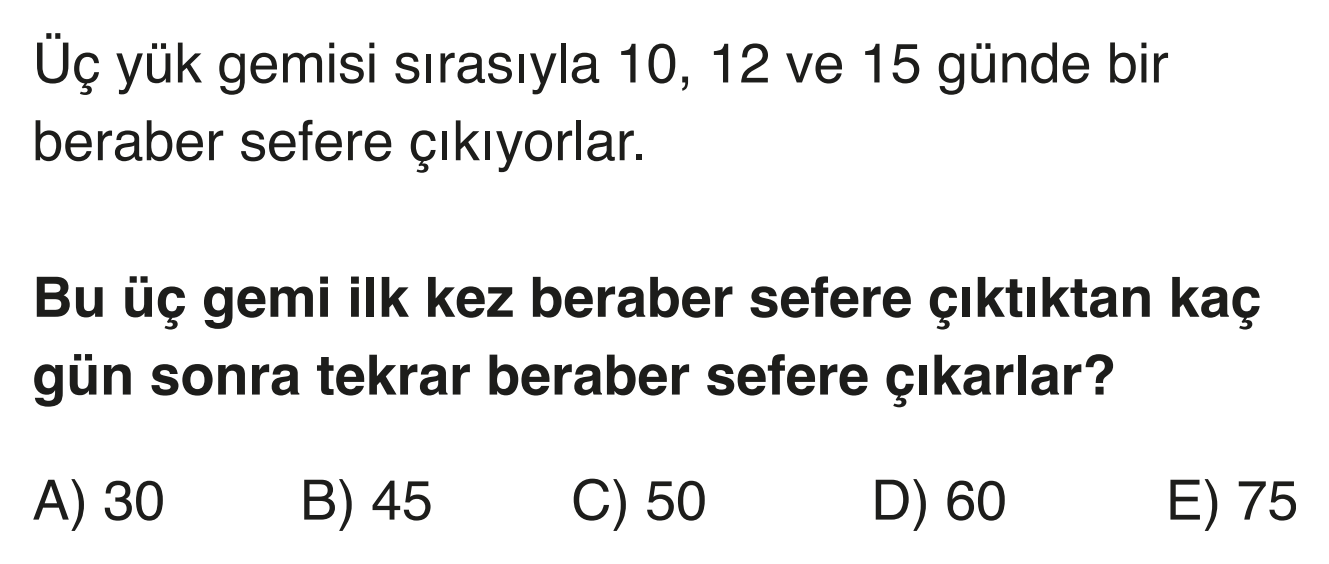 Üç yük gemisi sırasıyla 10, 12 ve 15 günde bir
beraber sefere çıkıyorlar.
Bu üç gemi ilk kez beraber sefere çıktıktan kaç
gün sonra tekrar beraber sefere çıkarlar?
A) 30 B) 45 C) 50 D) 60 E) 75